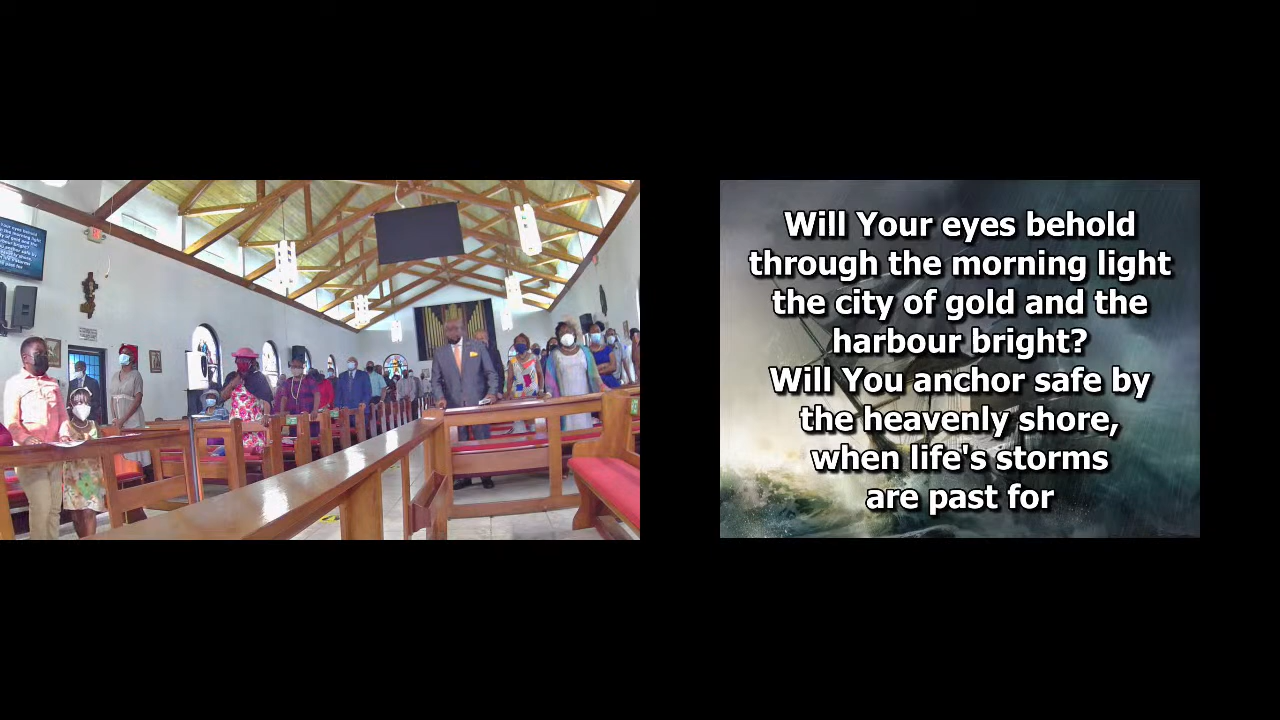 Will Your eyes behold
through the morning light
the city of gold and the
harbour bright?
Will You anchor safe by
the heavenly shore,
when life's storms
are past for